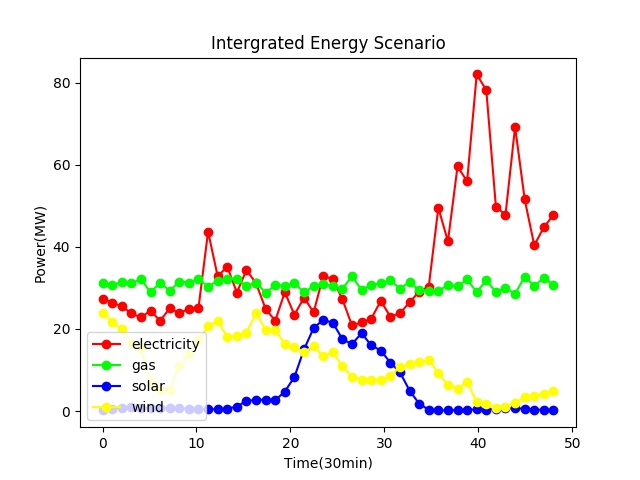 Intergrated Energy Scenario
Power(MW)
80
60
40
20
0
electricity
gas
solar
wind
0 10 20 30 40 50
Time(30min)